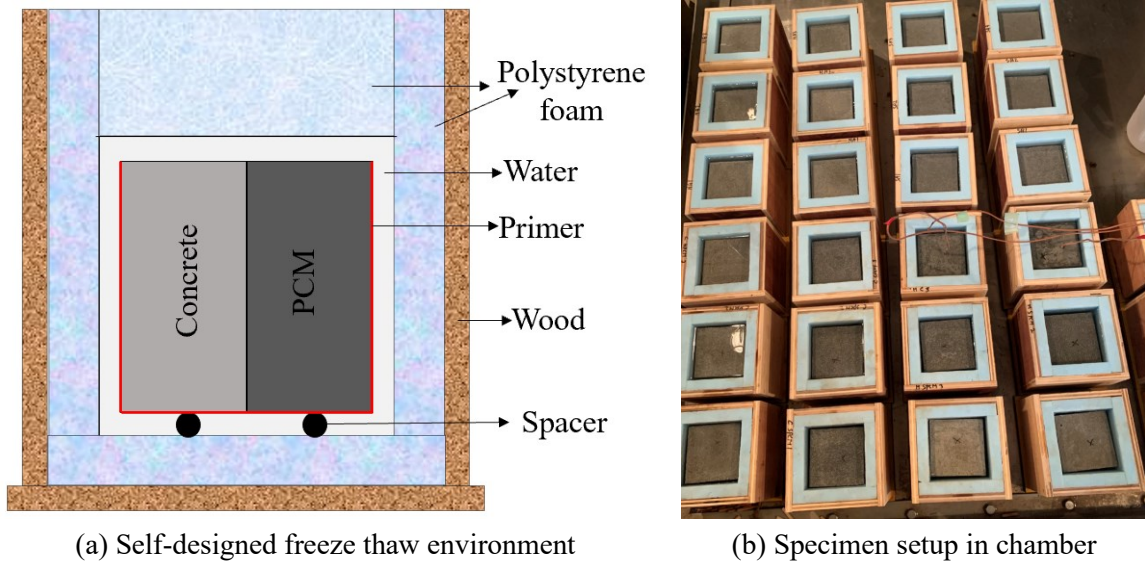 Polystyrene
foam
Water
Primer
Wood
Spacer
Concrete
PCM
(a) Self-designed freeze thaw environment
(b) Specimen setup in chamber